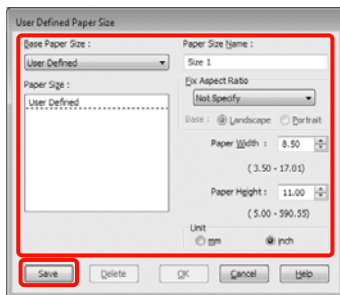 User Defined Paper Size
Base Paper Size :
User Defined
Paper Size :
User Defined
Paper Size Name :
Size 1
Fix Aspect Ratio
Not Specify
Base : Landscape Portrait
Paper Width : 8.50
(3.50 - 17.01)
Paper Height : 11.00
(5.00 - 590.55)
Unit
mm inch
Save Delete OK Cancel Help